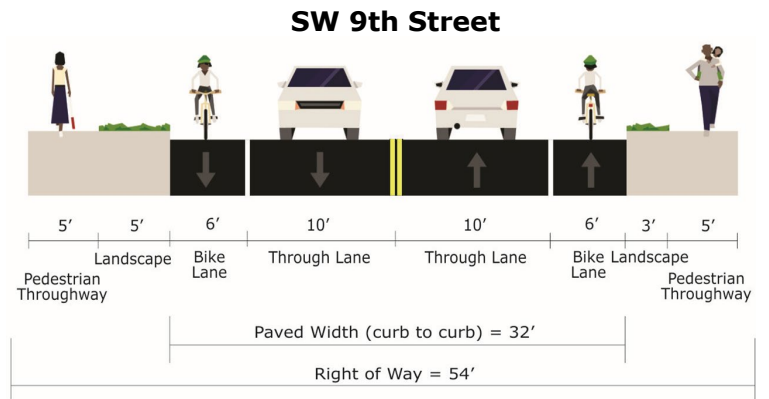 SW 9th Street
5′ 5′ 6′ 10′ 10′ 6′ 3′ 5′
Pedestrian
Throughway
Landscape
Bike
Lane
Through Lane
Through Lane
Bike
Lane
Landscape
Pedestrian
Throughway
Paved Width (curb to curb) = 32′
Right of Way = 54′